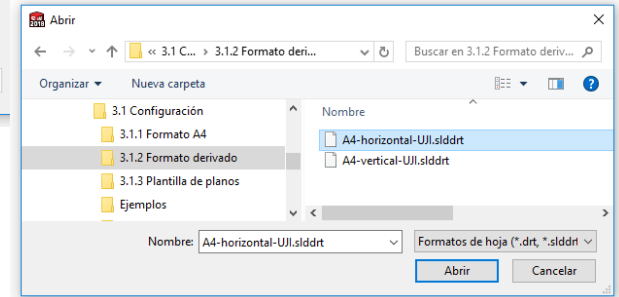 Abrir
« 3.1 C... > 3.1.2 Formato deri...
Buscar en 3.1.2 Formato deriv...
Organizar
Nueva carpeta
3.1 Configuración
3.1.1 Formato A4
3.1.2 Formato derivado
3.1.3 Plantilla de planos
Ejemplos
Nombre
A4-horizontal-UJI.slddrt
A4-vertical-UJI.slddrt
Nombre: A4-horizontal-UJI.slddrt
Formatos de hoja (*.drt, *.slddrt
Abrir
Cancelar